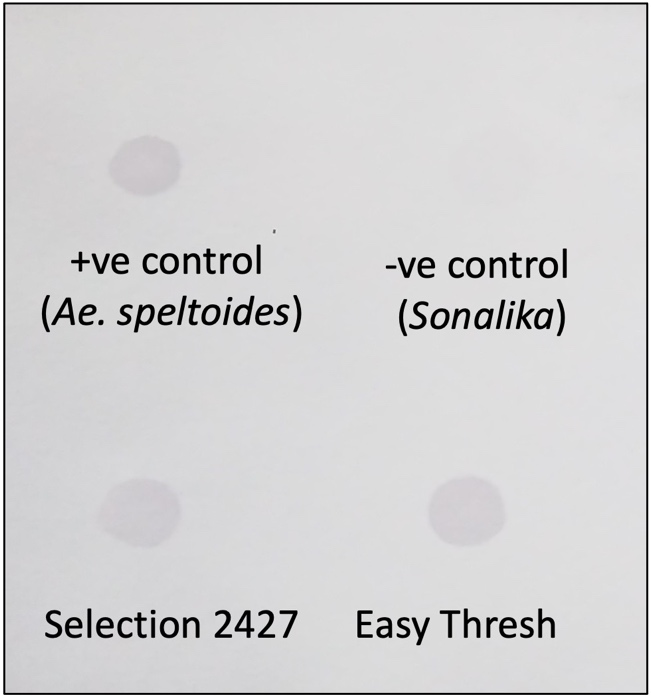 +ve control
(Ae. speltoides)
-ve control
(Sonalika)
Selection 2427
Easy Thresh